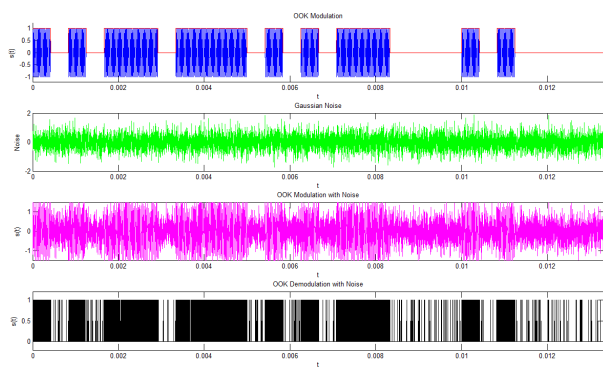 OOK Modulation
1
0.5
0
-0.5
-1
s(t)
0 0.002 0.004 0.006 0.008 0.01 0.012
t
Gaussian Noise
2
0
-2
Noise
0 0.002 0.004 0.006 0.008 0.01 0.012
t
OOK Modulation with Noise
1
0
-1
s(t)
0 0.002 0.004 0.006 0.008 0.01 0.012
t
OOK Demodulation with Noise
1
0.5
0
s(t)
0 0.002 0.004 0.006 0.008 0.01 0.012
t